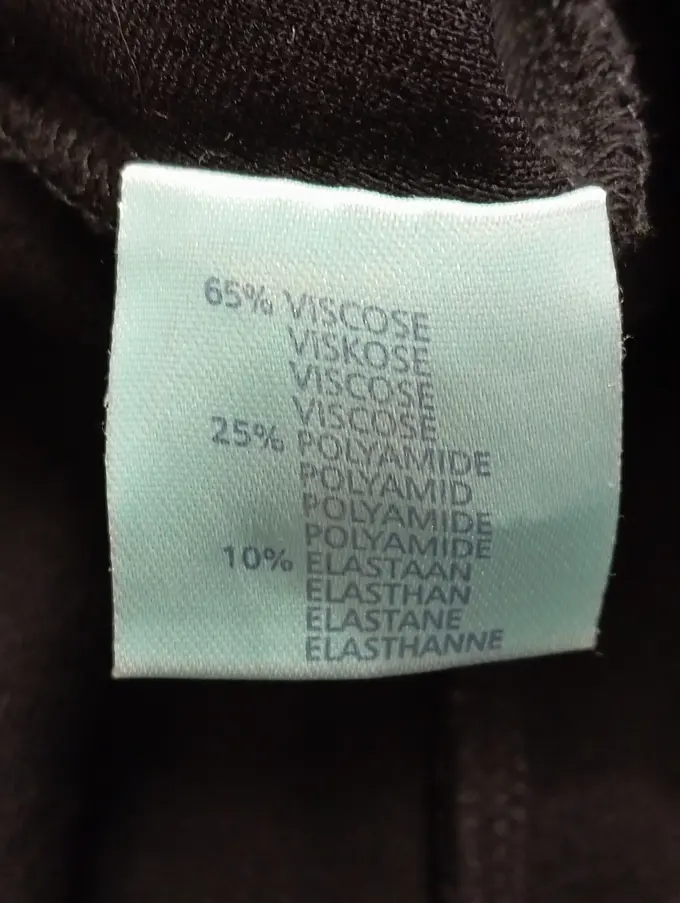 65% VISCOSE
VISKOSE
VISCOSE
VISCOSE
25% POLYAMIDE
POLYAMID
POLYAMIDE
POLYAMIDE
10% ELASTAAN
ELASTHAN
ELASTANE
ELASTHANNE